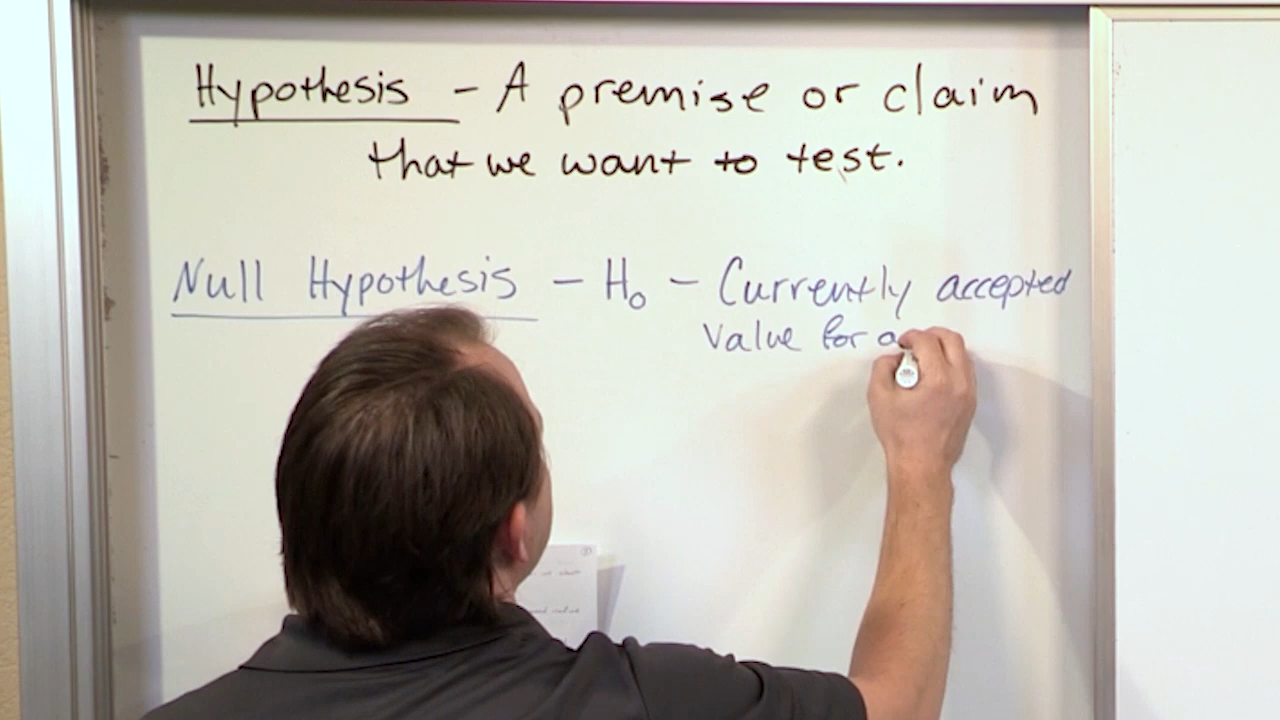 Hypothesis - A premise or claim
that we want to test.
Null Hypothesis - H₀ - Currently accepted
Value for a